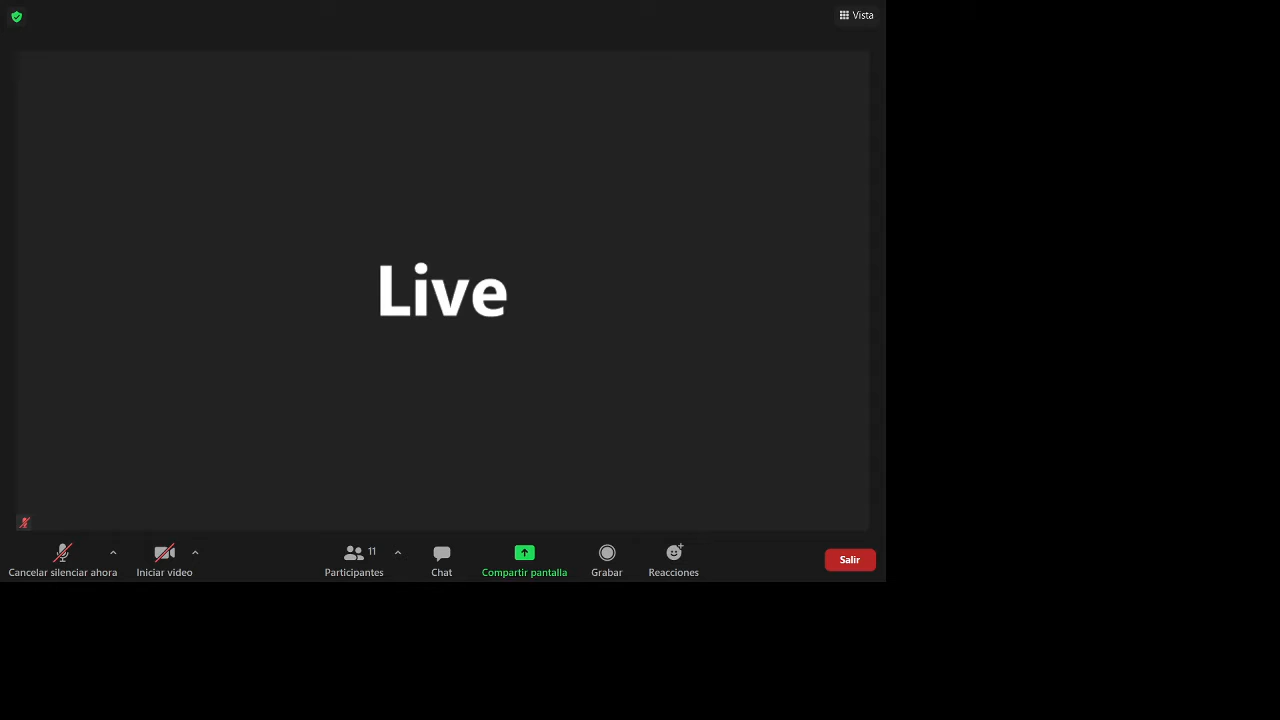 Vista
Live
11
Cancelar silenciar ahora
Iniciar video
Participantes
Chat
Compartir pantalla
Grabar
Reacciones
Salir